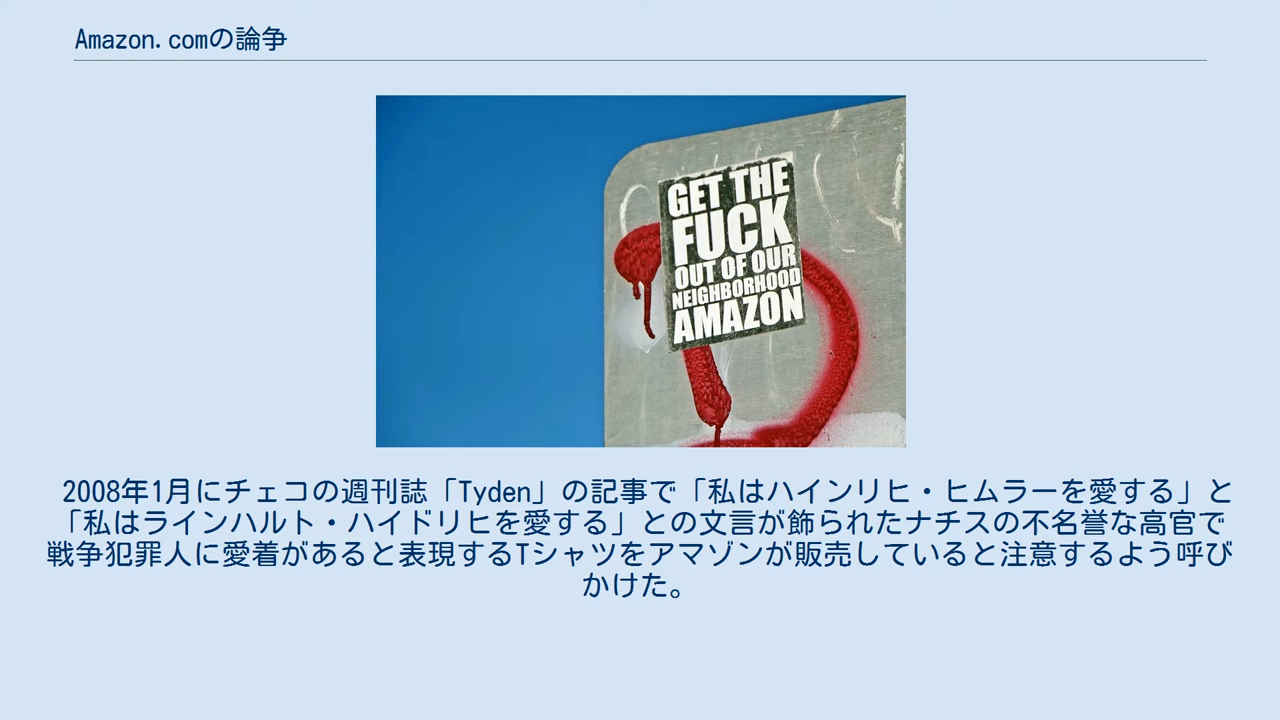 Amazon.comの論争
GET THE
FUCK
OUT OF OUR
NEIGHBORHOOD
AMAZON
2008年1月にチェコの週刊誌「Tyden」の記事で「私はハインリヒ・ヒムラーを愛する」と
「私はラインハルト・ハイドリヒを愛する」との文言が飾られたナチスの不名誉な高官で
戦争犯罪人に愛着があると表現するTシャツをアマゾンが販売していると注意するよう呼び
かけた。